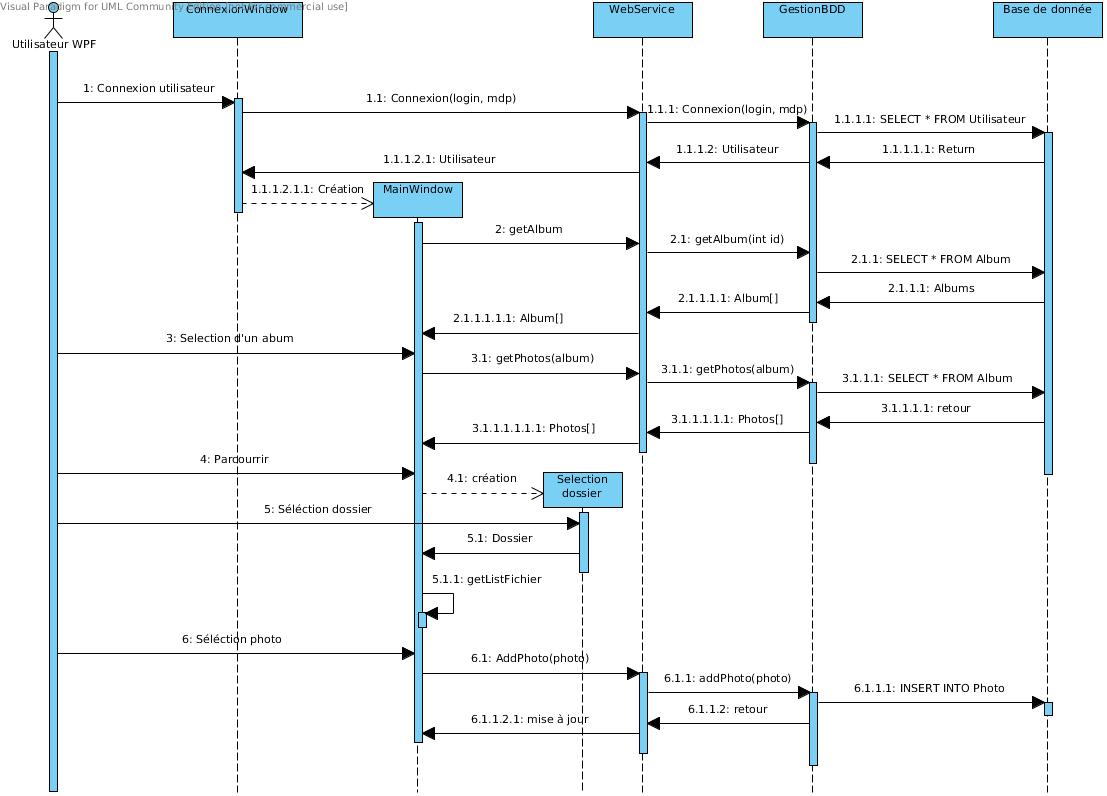 Visual Paradigm for UML Community Edition [not for commercial use]
ConnexionWindow
WebService
GestionBDD
Base de donnée
Utilisateur WPF
1: Connexion utilisateur
1.1: Connexion(login, mdp)
1.1.1: Connexion(login, mdp)
1.1.1.1: SELECT * FROM Utilisateur
1.1.1.1.1: Return
1.1.1.2: Utilisateur
1.1.1.2.1: Utilisateur
1.1.1.2.1.1: Création
MainWindow
2: getAlbum
2.1: getAlbum(int id)
2.1.1: SELECT * FROM Album
2.1.1.1: Albums
2.1.1.1.1: Album[]
2.1.1.1.1.1: Album[]
3: Selection d'un abum
3.1: getPhotos(album)
3.1.1: getPhotos(album)
3.1.1.1: SELECT * FROM Album
3.1.1.1.1: retour
3.1.1.1.1.1: Photos[]
3.1.1.1.1.1.1: Photos[]
4: Parcourrir
4.1: création
Selection
dossier
5: Séléction dossier
5.1: Dossier
5.1.1: getListFichier
6: Séléction photo
6.1: AddPhoto(photo)
6.1.1: addPhoto(photo)
6.1.1.1: INSERT INTO Photo
6.1.1.2: retour
6.1.1.2.1: mise à jour